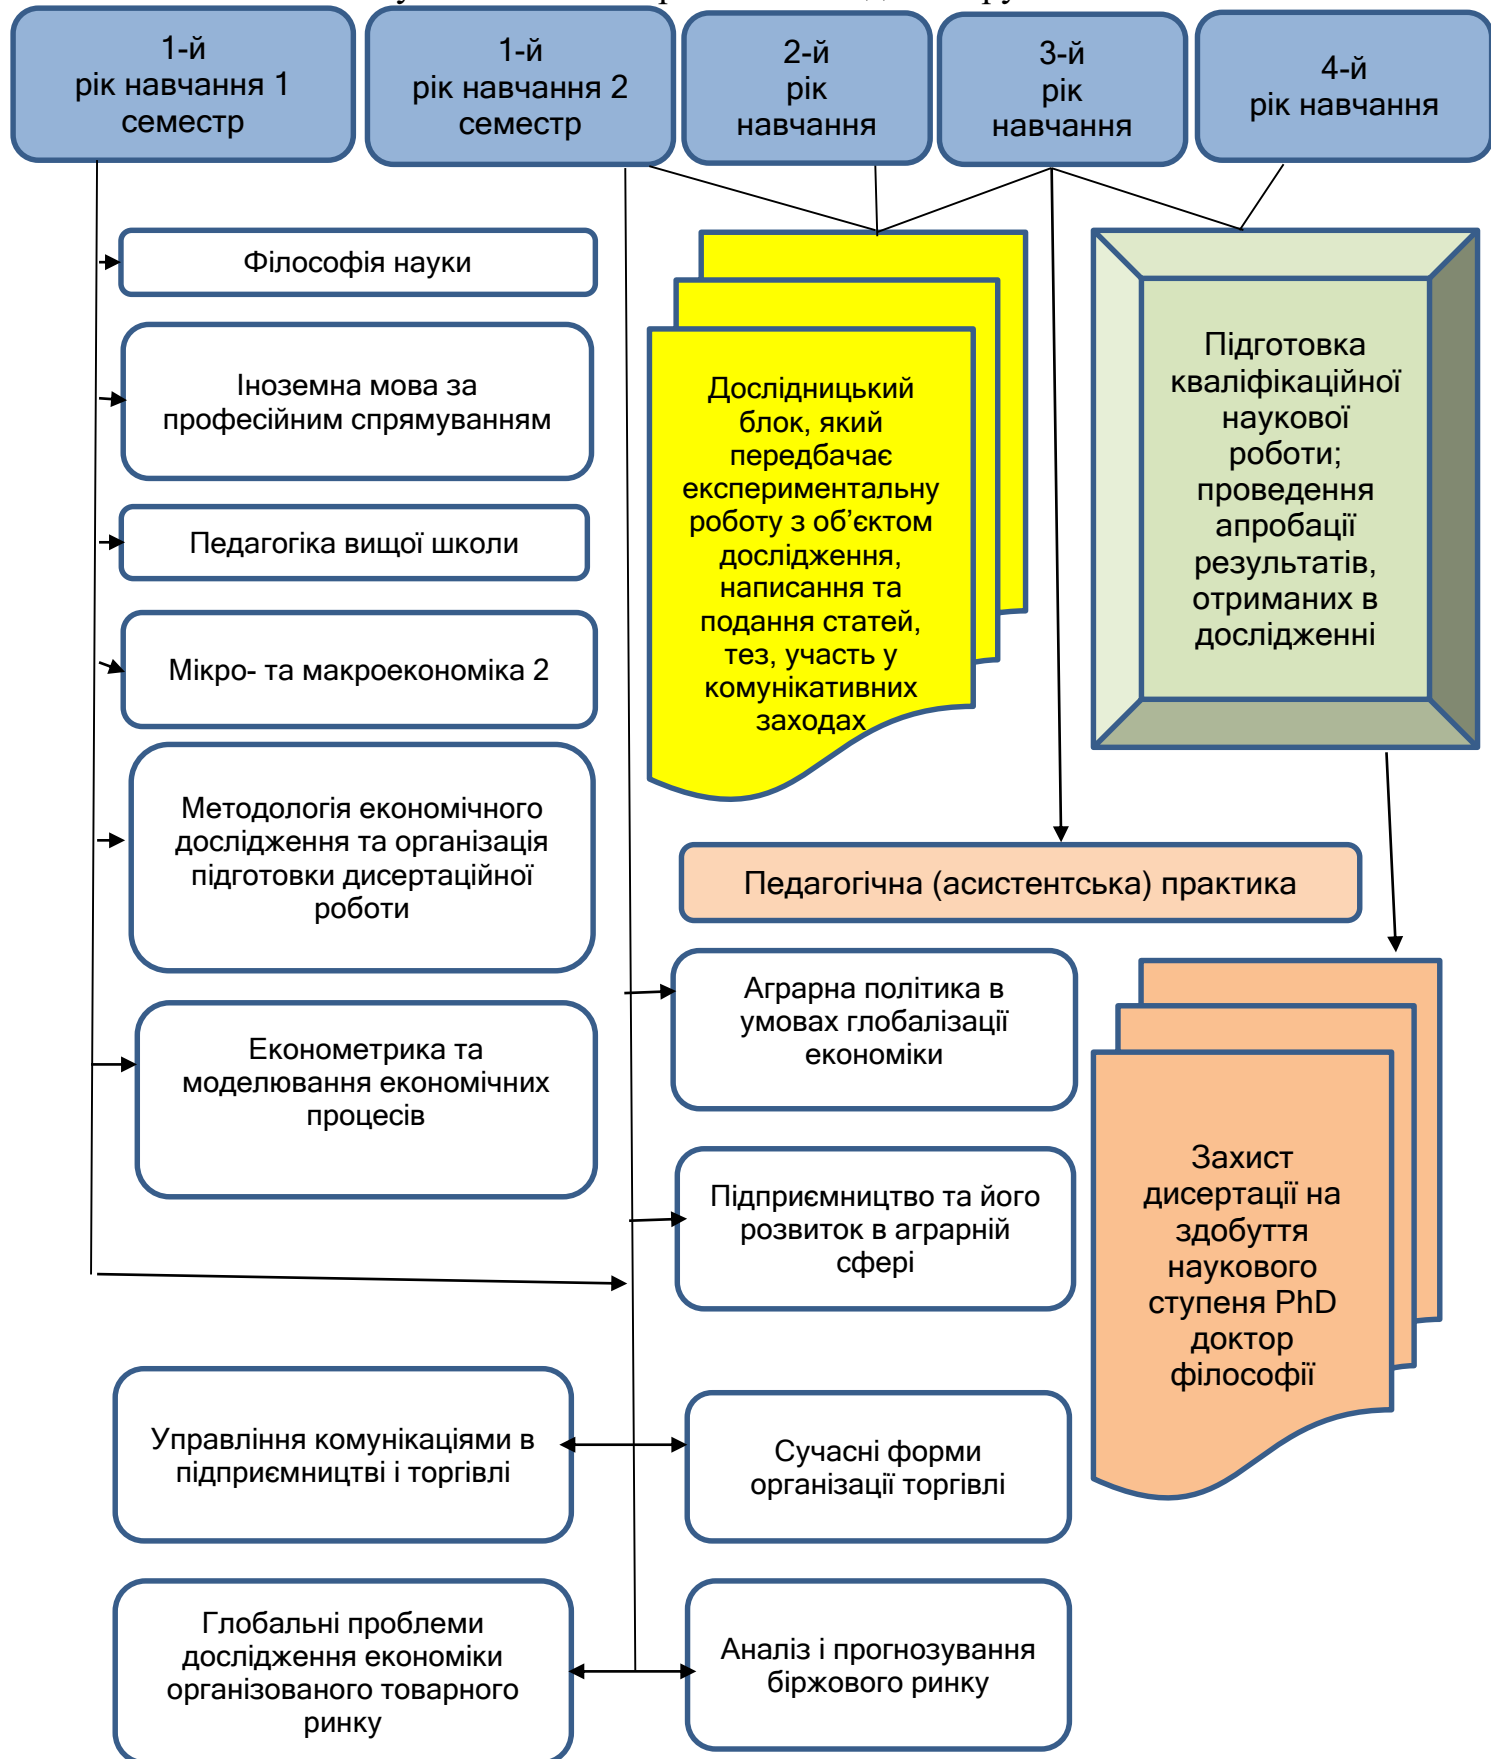 1-й
рік навчання 1
семестр
1-й
рік навчання 2
семестр
2-й
рік
навчання
3-й
рік
навчання
4-й
рік навчання
Філософія науки
Іноземна мова за
професійним спрямуванням
Педагогіка вищої школи
Мікро- та макроекономіка 2
Методологія економічного
дослідження та організація
підготовки дисертаційної
роботи
Економетрика та
моделювання економічних
процесів
Дослідницький
блок, який
передбачає
експериментальну
роботу з об’єктом
дослідження,
написання та
подання статей,
тез, участь у
комунікативних
заходах
Підготовка
кваліфікаційної
наукової
роботи;
проведення
апробації
результатів,
отриманих в
дослідженні
Педагогічна (асистентська) практика
Аграрна політика в
умовах глобалізації
економіки
Підприємництво та його
розвиток в аграрній
сфері
Захист
дисертації на
здобуття
наукового
ступеня PhD
доктор
філософії
Управління комунікаціями в
підприємництві і торгівлі
Сучасні форми
організації торгівлі
Глобальні проблеми
дослідження економіки
організованого товарного
ринку
Аналіз і прогнозування
біржового ринку